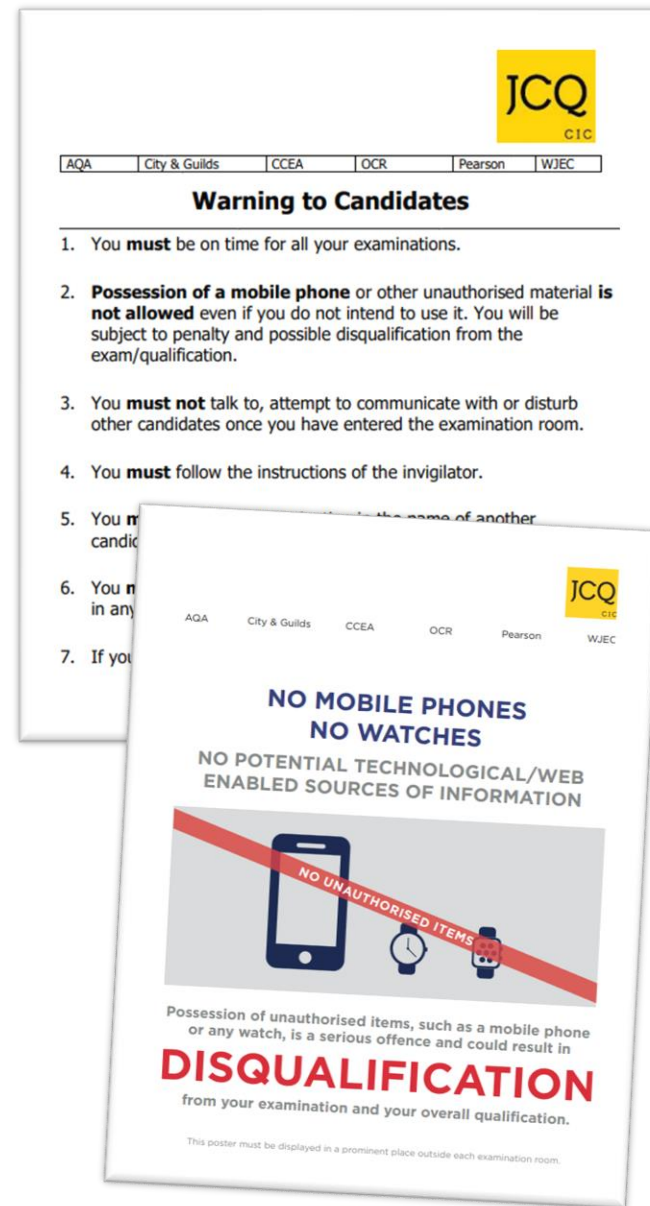 JCQ
CIC
AQA City & Guilds CCEA OCR Pearson WJEC
Warning to Candidates
1. You must be on time for all your examinations.
2. Possession of a mobile phone or other unauthorised material is
not allowed even if you do not intend to use it. You will be
subject to penalty and possible disqualification from the
exam/qualification.
3. You must not talk to, attempt to communicate with or disturb
other candidates once you have entered the examination room.
4. You must follow the instructions of the invigilator.
5. You name of another
6. You
in any
7. If you
JCQ
CIC
AQA City & Guilds CCEA OCR Pearson WJEC
NO MOBILE PHONES
NO WATCHES
NO POTENTIAL TECHNOLOGICAL/WEB
ENABLED SOURCES OF INFORMATION
NO UNAUTHORISED ITEMS
Possession of unauthorised items, such as a mobile phone
or any watch, is a serious offence and could result in
DISQUALIFICATION
from your examination and your overall qualification.
This poster must be displayed in a prominent place outside each examination room.